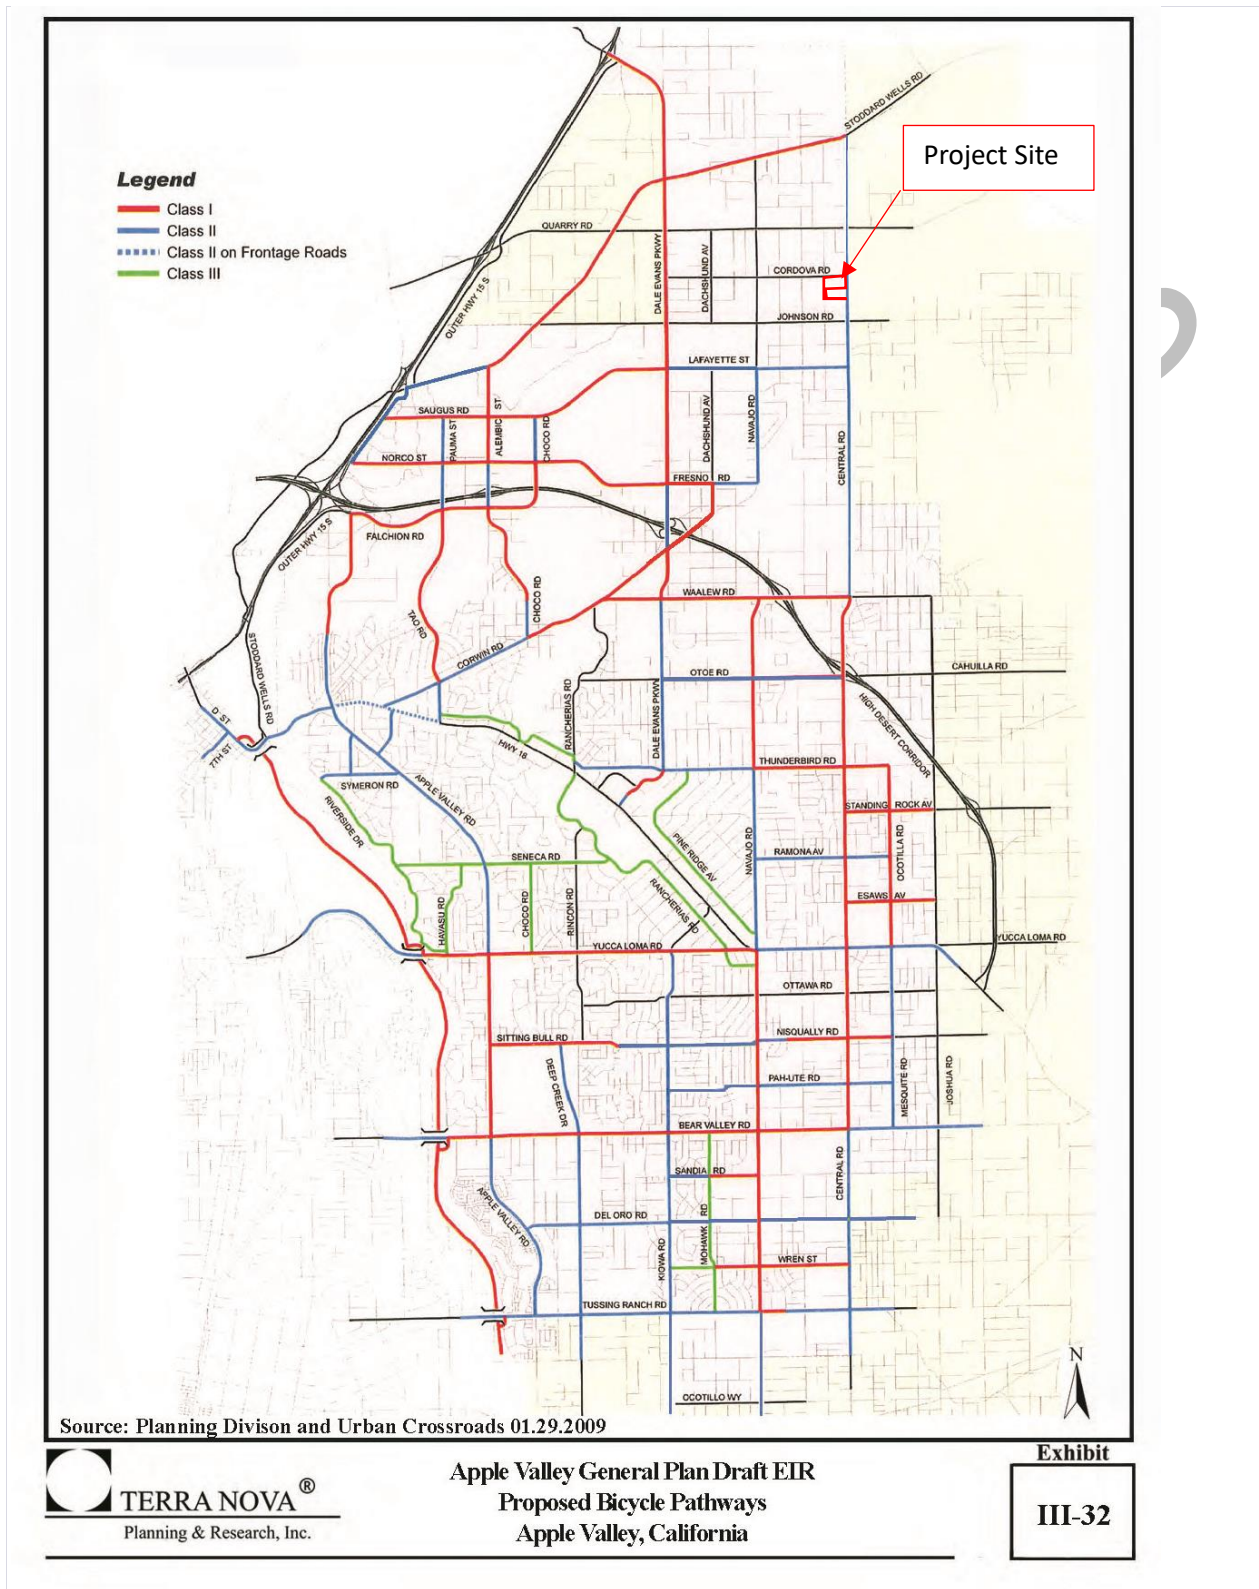 STODDARD WELLS RD
Project Site
Legend
Class I
Class II
Class II on Frontage Roads
Class III
QUARRY RD
DALE EVANS PKWY
DACHSHUND AV
CORDOVA RD
OUTER HWY 15 S
JOHNSON RD
LAFAYETTE ST
SAUGUS RD
PAUMA ST
ALEMBIC ST
CHOCO RD
DACHSHUND AV
NAVAJO RD
CENTRAL RD
NORCO ST
FRESNO RD
OUTER HWY 15 S
FALCHION RD
WAALEW RD
CHOCO RD
TAO RD
CORWIN RD
STODDARD WELLS RD
OTOE RD
CAHUILLA RD
RANCHERIAS RD
DALE EVANS PKWY
HIGH DESERT CORRIDOR
D ST
7TH ST
HWY 18
THUNDERBIRD RD
SYMERON RD
APPLE VALLEY RD
RIVERSIDE DR
STANDING ROCK AV
PINE RIDGE AV
NAVAJO RD
RAMONA AV
OCOTILLA RD
SENECA RD
RANCHERIAS RD
ESAWS AV
HAVASU RD
CHOCO RD
RINCON RD
YUCCA LOMA RD
YUCCA LOMA RD
OTTAWA RD
SITTING BULL RD
NISQUALLY RD
DEEP CREEK DR
PAH-UTE RD
MESQUITE RD
JOSHUA RD
BEAR VALLEY RD
SANDIA RD
CENTRAL RD
APPLE VALLEY RD
DEL ORO RD
KIOWA RD
MOHAWK RD
WREN ST
TUSSING RANCH RD
N
OCOTILLO WY
Source: Planning Divison and Urban Crossroads 01.29.2009
TERRA NOVA®
Planning & Research, Inc.
Apple Valley General Plan Draft EIR
Proposed Bicycle Pathways
Apple Valley, California
Exhibit
III-32